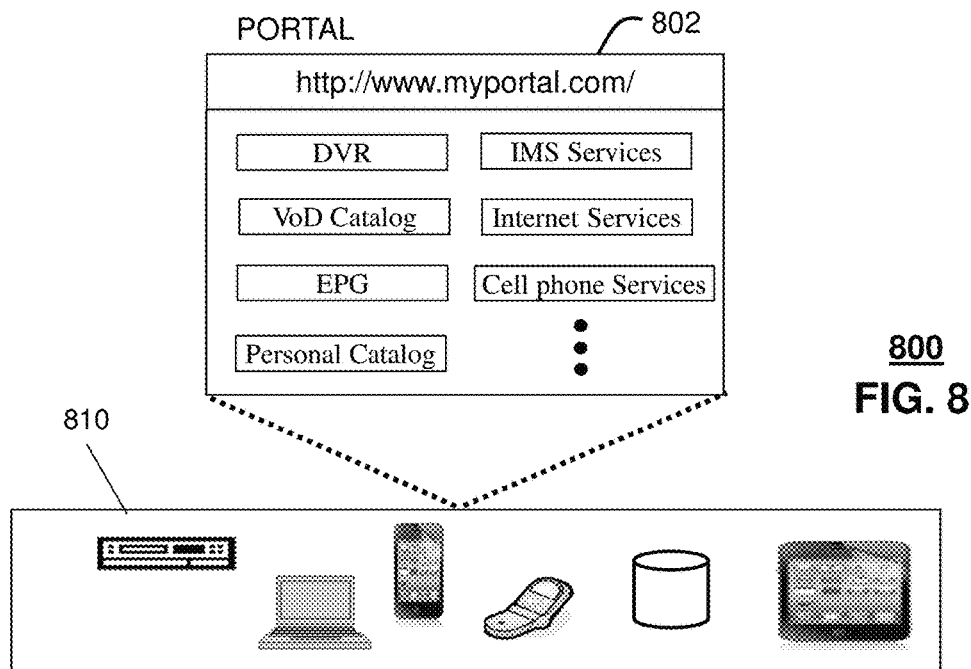 PORTAL
802
http://www.myportal.com/
DVR
IMS Services
VoD Catalog
Internet Services
EPG
Cell phone Services
Personal Catalog
800
FIG. 8
810